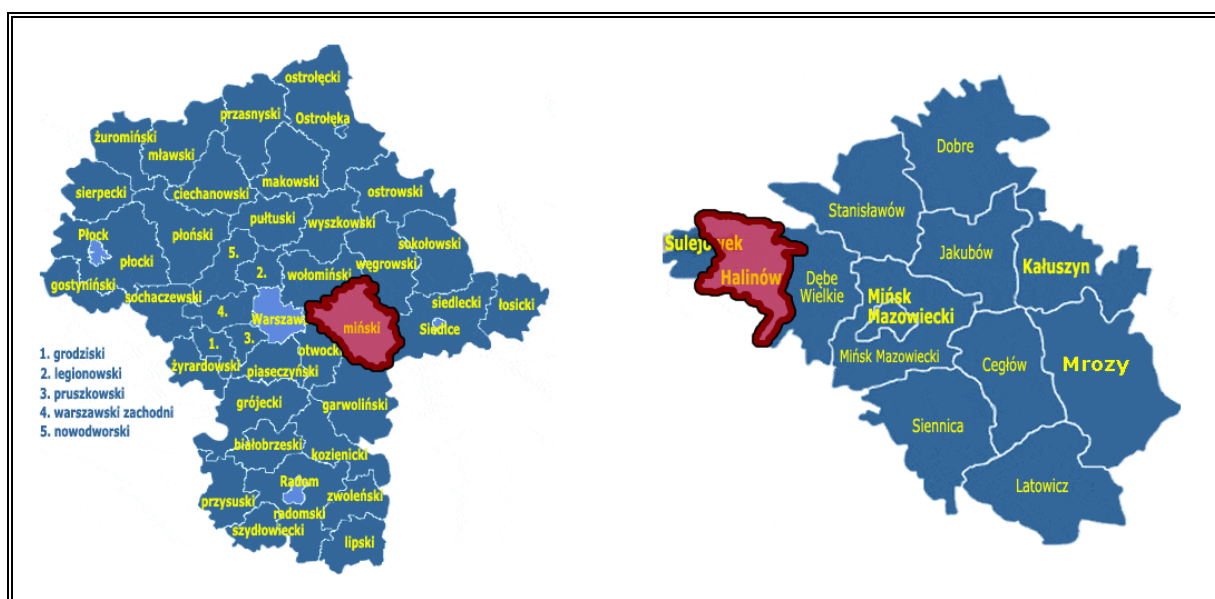 ostrołęcki
przasnyski
Ostrołęka
żuromiński
mławski
makowski
sierpecki
ciechanowski
ostrowski
pułtuski
wyszkowski
Płock
płoński
sokołowski
5.
płocki
węgrowski
2.
wołomiński
gostyniński
sochaczewski
siedlecki
łosicki
4.
Warszaw
miński
Siedlce
1.
3.
otwocki
żyrardowski
piaseczyński
1. grodziski
2. legionowski
3. pruszkowski
4. warszawski zachodni
5. nowodworski
grójecki
garwoliński
białobrzeski
kozienicki
Radom
przysuski
zwoleński
radomski
szydłowiecki
lipski
Dobre
Stanisławów
Sulejówek
Halinów
Jakubów
Kałuszyn
Dębe
Wielkie
Mińsk
Mazowiecki
Mińsk Mazowiecki
Cegłów
Mrozy
Siennica
Latowicz